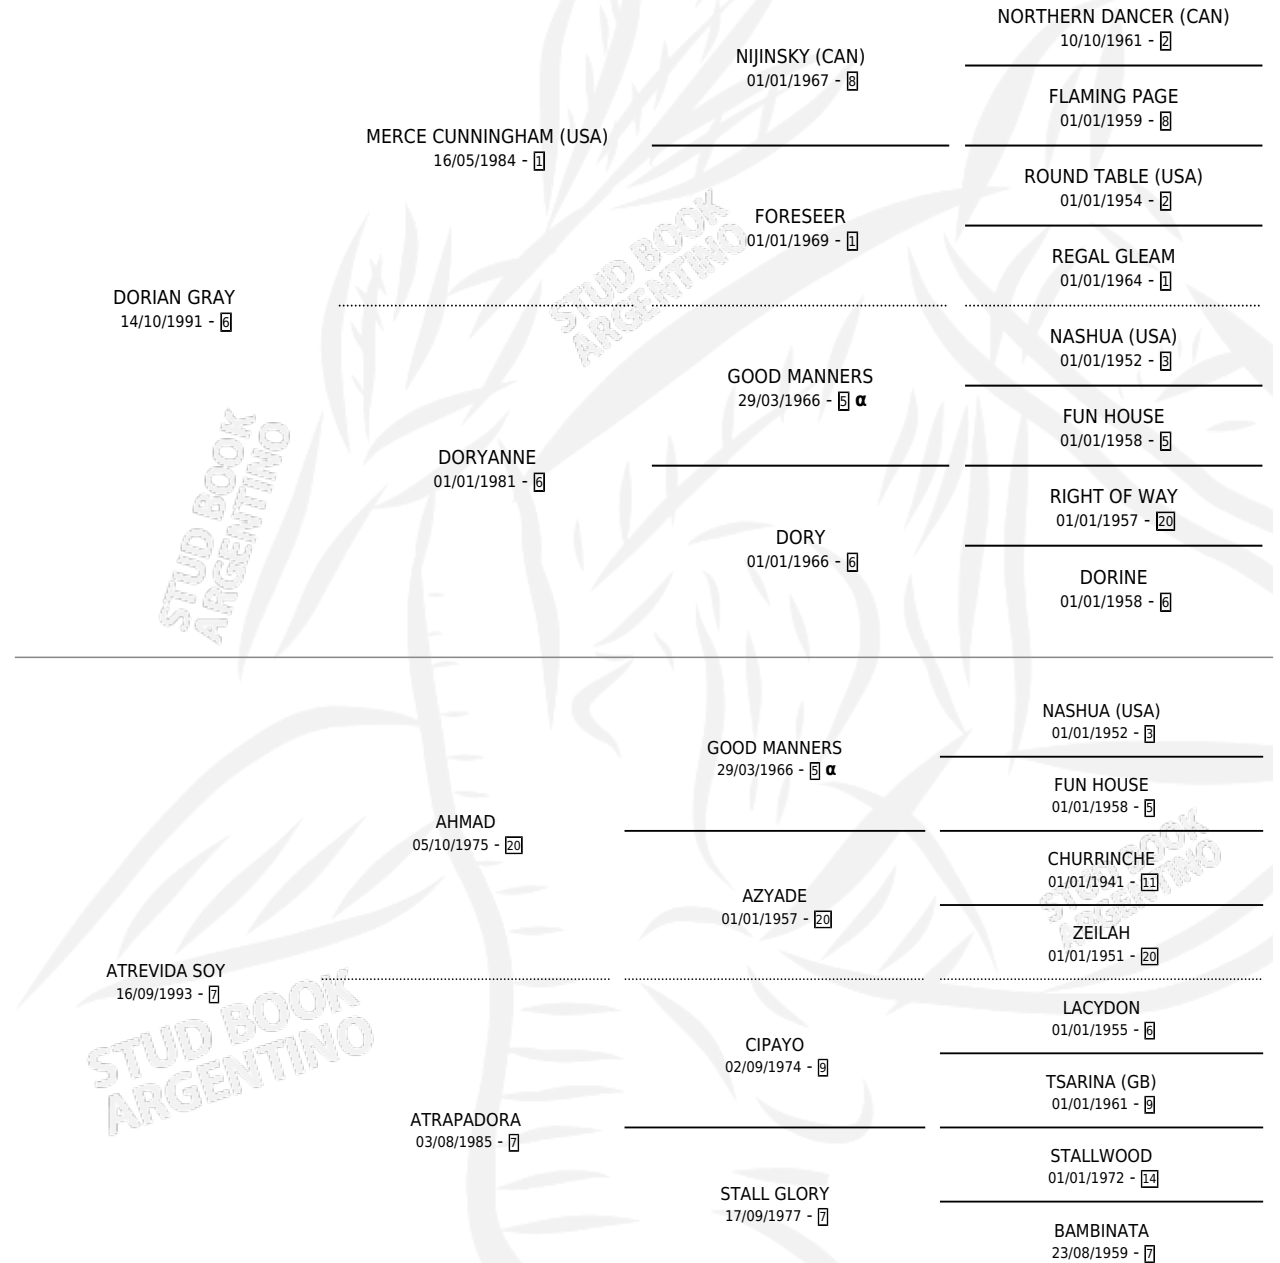 NORTHERN DANCER (CAN)
10/10/1961 - 2
NIJINSKY (CAN)
01/01/1967 - 8
FLAMING PAGE
01/01/1959 - 8
MERCE CUNNINGHAM (USA)
16/05/1984 - 1
ROUND TABLE (USA)
01/01/1954 - 2
FORESEER
01/01/1969 - 1
REGAL GLEAM
01/01/1964 - 1
DORIAN GRAY
14/10/1991 - 6
NASHUA (USA)
01/01/1952 - 3
GOOD MANNERS
29/03/1966 - 5 α
FUN HOUSE
01/01/1958 - 5
DORYANNE
01/01/1981 - 6
RIGHT OF WAY
01/01/1957 - 20
DORY
01/01/1966 - 6
DORINE
01/01/1958 - 6
NASHUA (USA)
01/01/1952 - 3
GOOD MANNERS
29/03/1966 - 5 α
FUN HOUSE
01/01/1958 - 5
AHMAD
05/10/1975 - 20
CHURRINCHE
01/01/1941 - 11
AZYADE
01/01/1957 - 20
ZEILAH
01/01/1951 - 20
ATREVIDA SOY
16/09/1993 - 7
LACYDON
01/01/1955 - 6
CIPAYO
02/09/1974 - 9
TSARINA (GB)
01/01/1961 - 9
ATRAPADORA
03/08/1985 - 7
STALLWOOD
01/01/1972 - 14
STALL GLORY
17/09/1977 - 7
BAMBINATA
23/08/1959 - 7
STUD BOOK
ARGENTINO
STUD BOOK
ARGENTINO
STUD BOOK
ARGENTINO
STUD BOOK
ARGENTINO